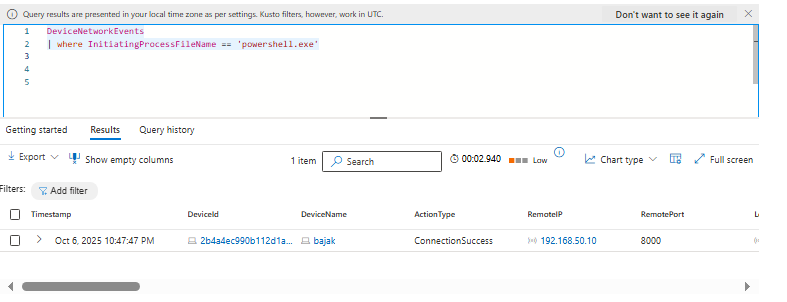 Query results are presented in your local time zone as per settings. Kusto filters, however, work in UTC. Don't want to see it again
1 DeviceNetworkEvents
2 | where InitiatingProcessFileName == 'powershell.exe'
3
4
5
Getting started Results Query history
Export Show empty columns 1 item Search 00:02.940 Low Chart type Full screen
Filters: Add filter
Timestamp DeviceId DeviceName ActionType RemoteIP RemotePort
Oct 6, 2025 10:47:47 PM 2b4a4ec990b112d1a... bajak ConnectionSuccess 192.168.50.10 8000